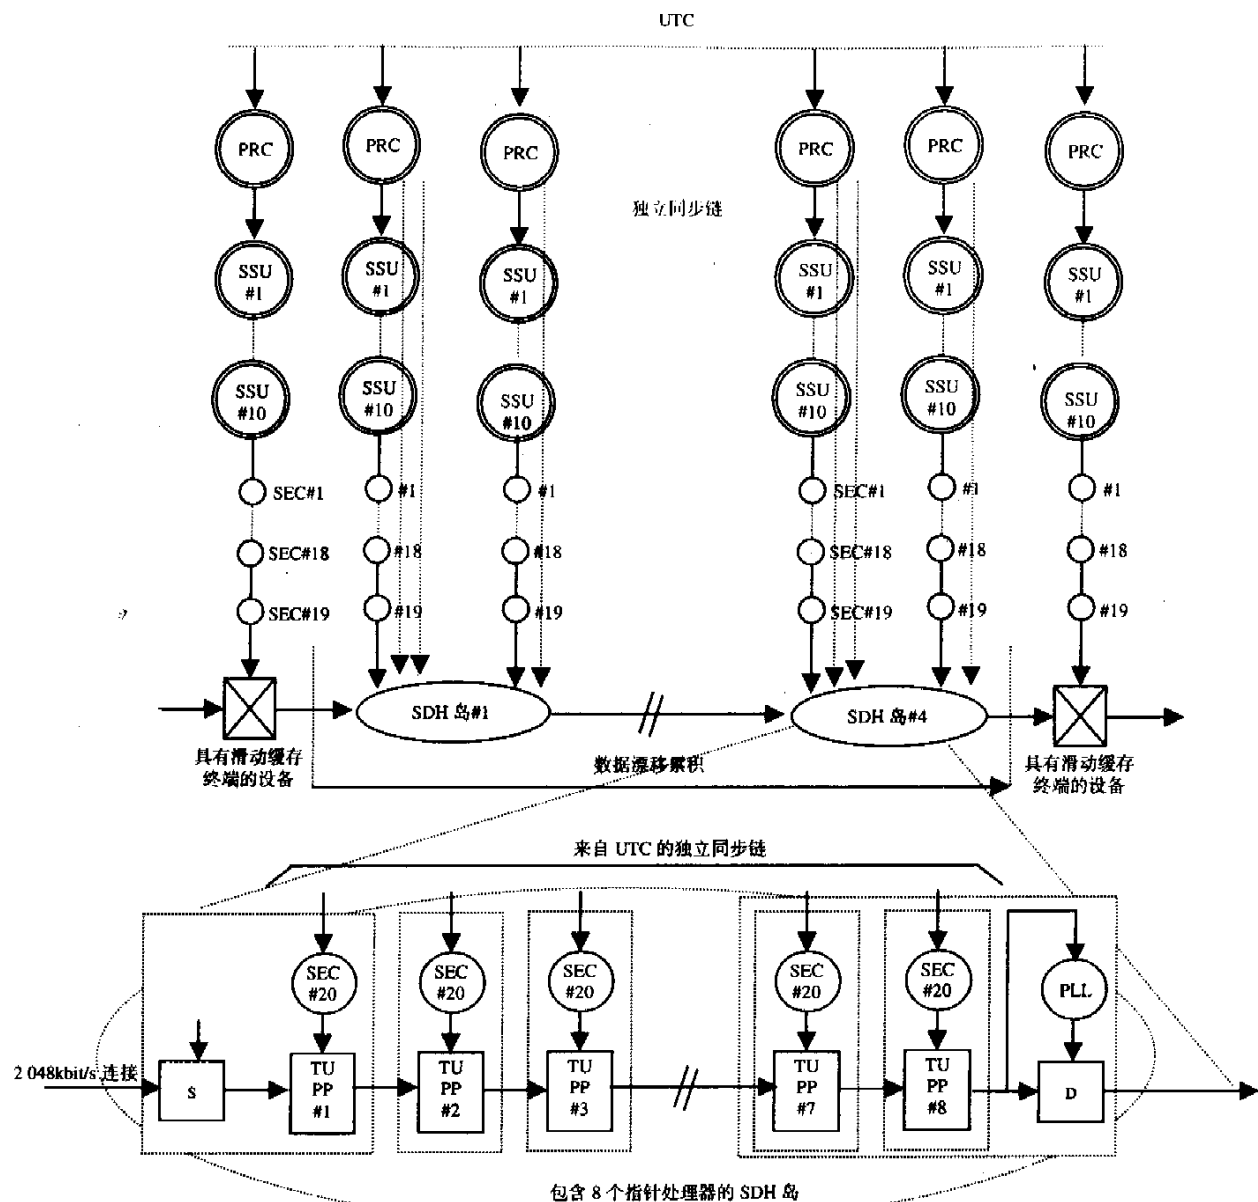 UTC
PRC PRC PRC PRC PRC PRC
独立同步链
SSU #1 SSU #1 SSU #1 SSU #1 SSU #1 SSU #1
SSU #10 SSU #10 SSU #10 SSU #10 SSU #10 SSU #10
SEC#1 #1 #1 SEC#1 #1 #1
SEC#18 #18 #18 SEC#18 #18 #18
SEC#19 #19 #19 SEC#19 #19 #19
SDH 岛#1 SDH 岛#4
具有滑动缓存 数据漂移累积 具有滑动缓存
终端的设备 终端的设备
来自 UTC 的独立同步链
SEC #20 SEC #20 SEC #20 SEC #20 SEC #20 PLL
2 048kbit/s 连接 S TU PP #1 TU PP #2 TU PP #3 TU PP #7 TU PP #8 D
包含 8 个指针处理器的 SDH 岛